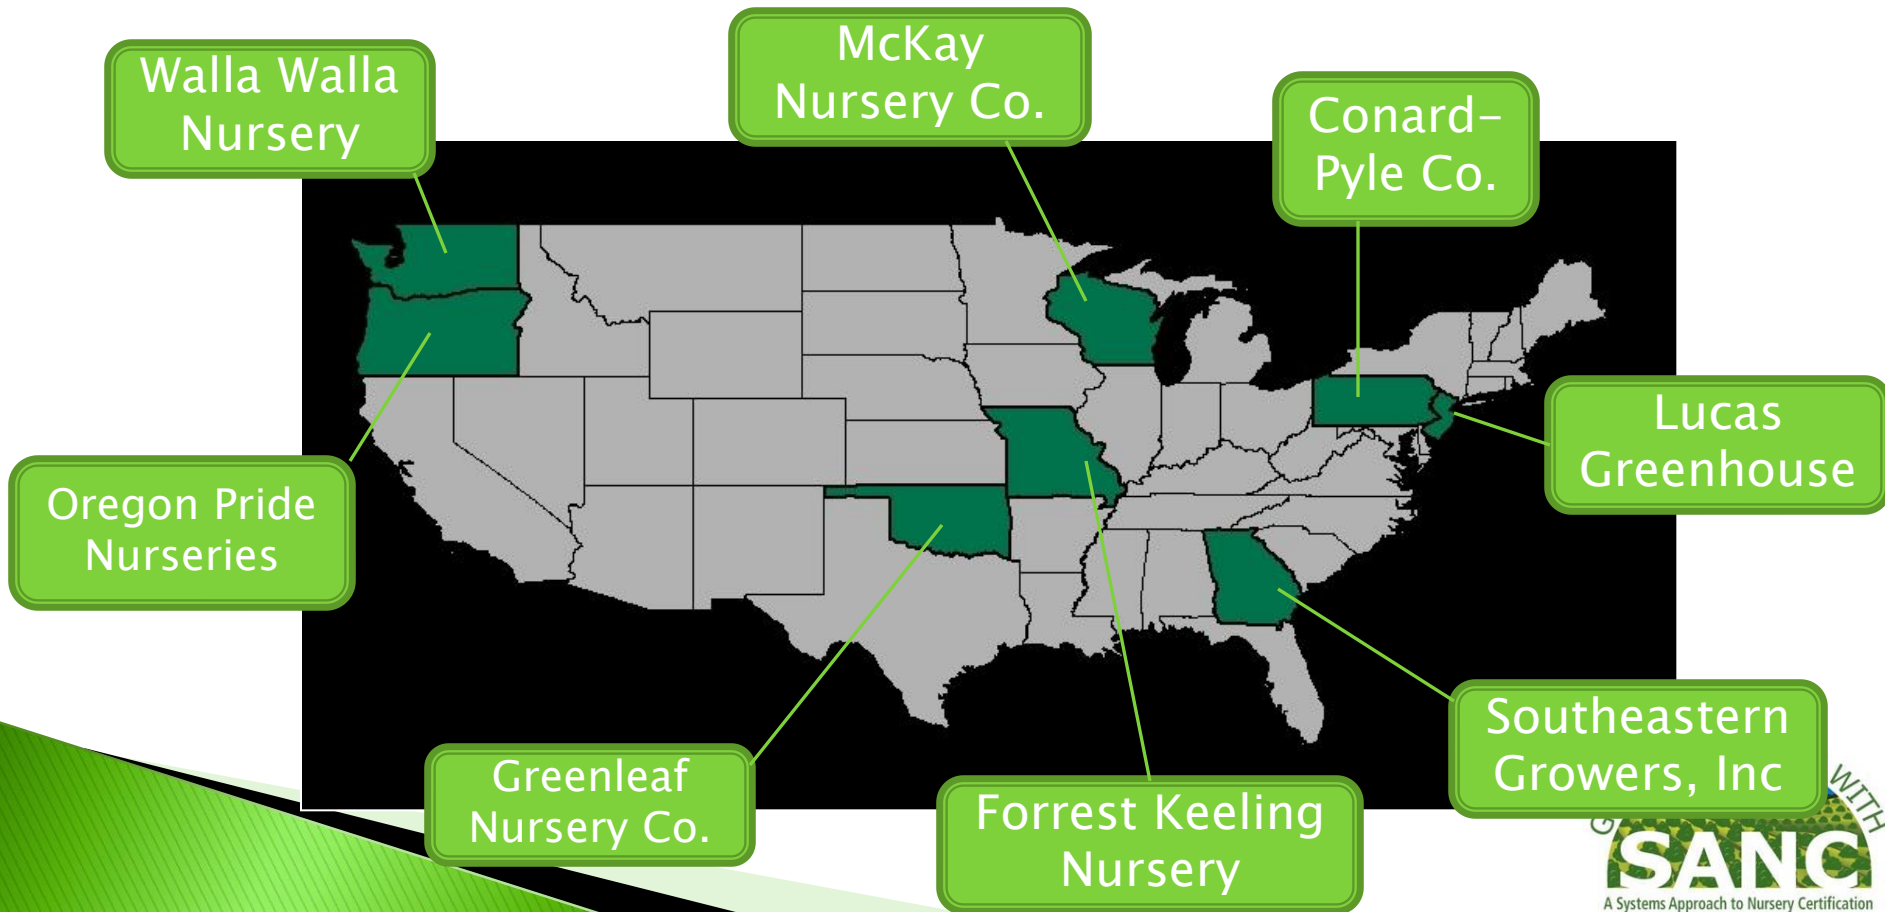 Walla Walla
Nursery
McKay
Nursery Co.
Conard-
Pyle Co.
Lucas
Greenhouse
Oregon Pride
Nurseries
Southeastern
Growers, Inc
Greenleaf
Nursery Co.
Forrest Keeling
Nursery
WITH
SANC
A Systems Approach to Nursery Certification